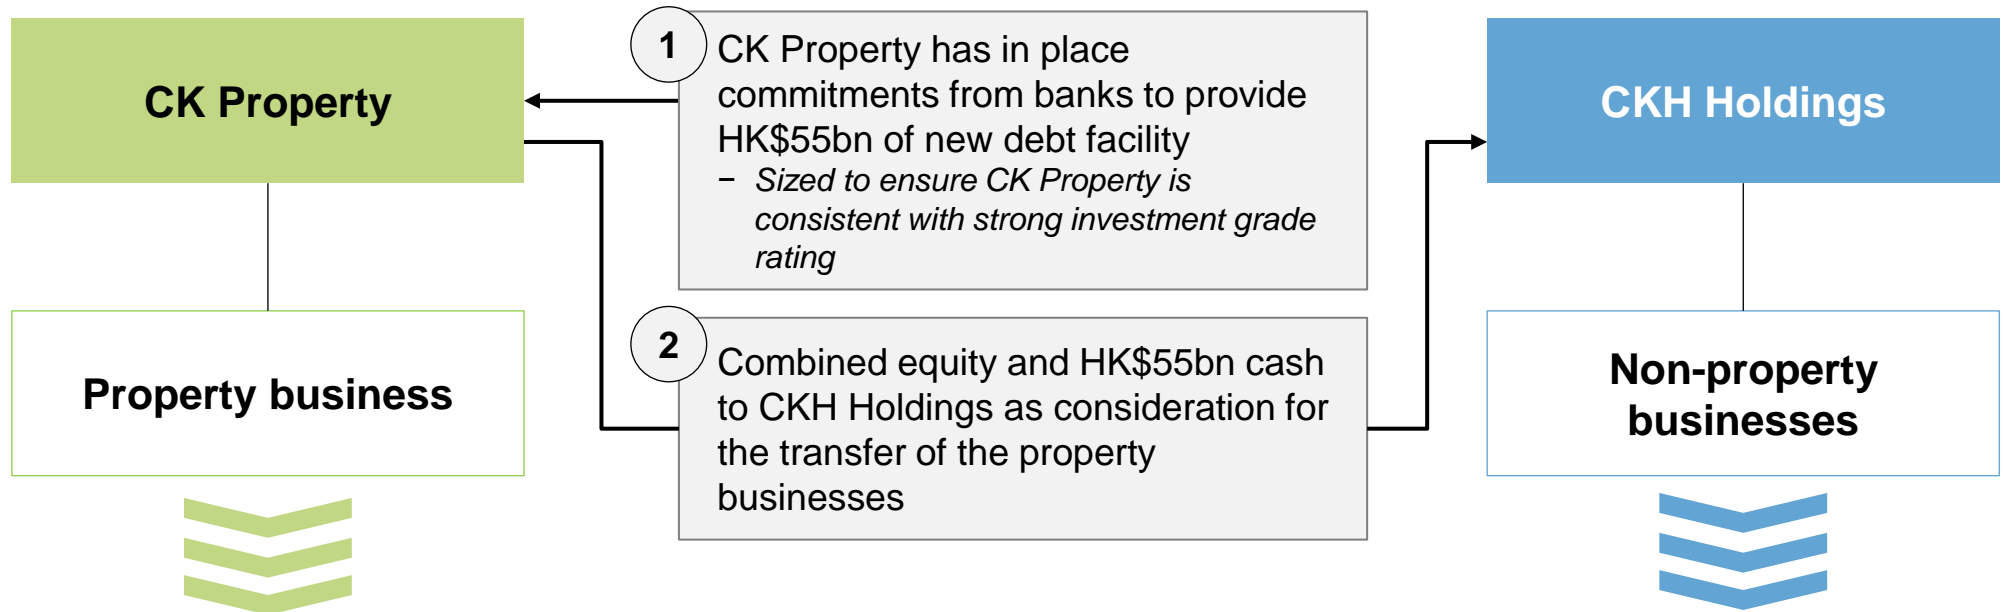 CK Property
1
CK Property has in place
commitments from banks to provide
HK$55bn of new debt facility
− Sized to ensure CK Property is
consistent with strong investment grade
rating
CKH Holdings
Property business
2
Combined equity and HK$55bn cash
to CKH Holdings as consideration for
the transfer of the property
businesses
Non-property
businesses